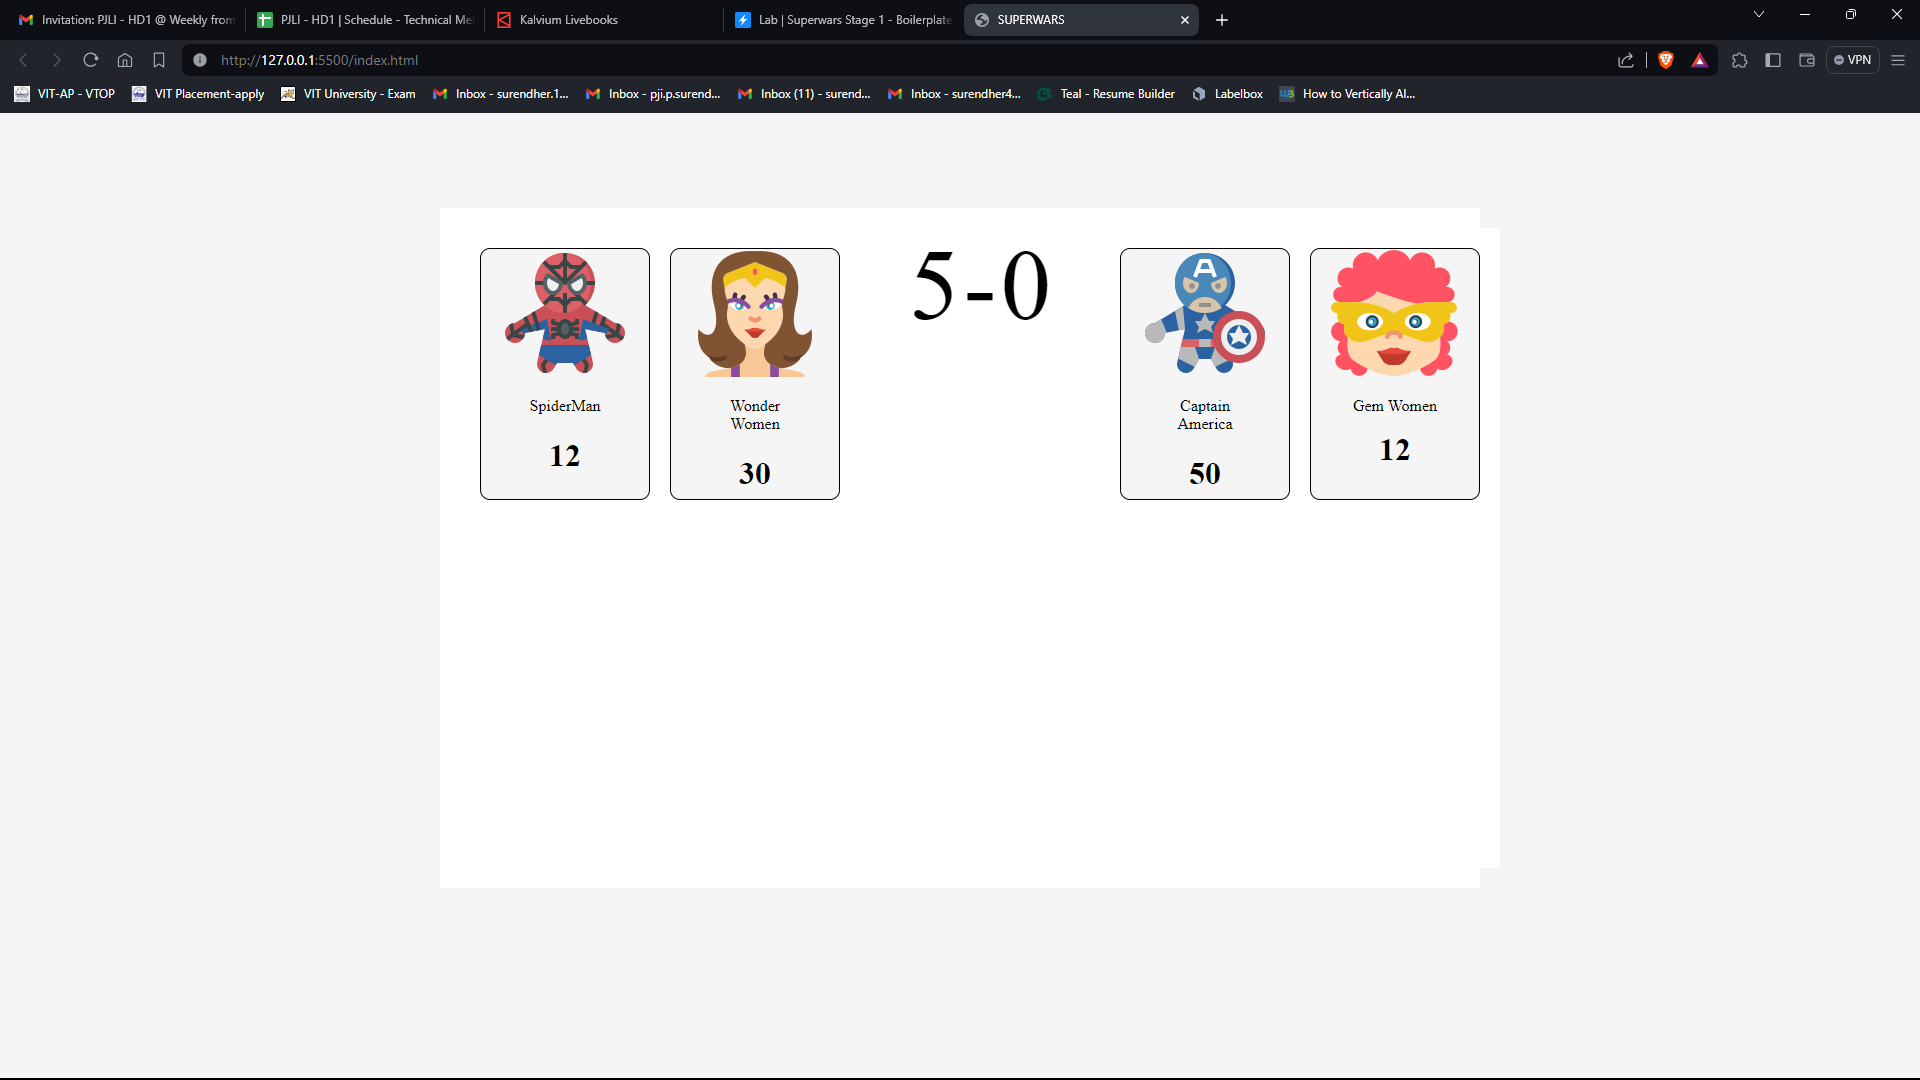 Invitation: PJLI - HD1 @ Weekly from
PJLI - HD1 | Schedule - Technical Me
Kalvium Livebooks
Lab | Superwars Stage 1 - Boilerplate
SUPERWARS
http://127.0.0.1:5500/index.html
VPN
VIT-AP - VTOP
VIT Placement-apply
VIT University - Exam
Inbox - surendher.1...
Inbox - pji.p.surend...
Inbox (11) - surend...
Inbox - surendher4...
Teal - Resume Builder
Labelbox
How to Vertically Al...
5-0
A
SpiderMan
12
Wonder
Women
30
Captain
America
50
Gem Women
12